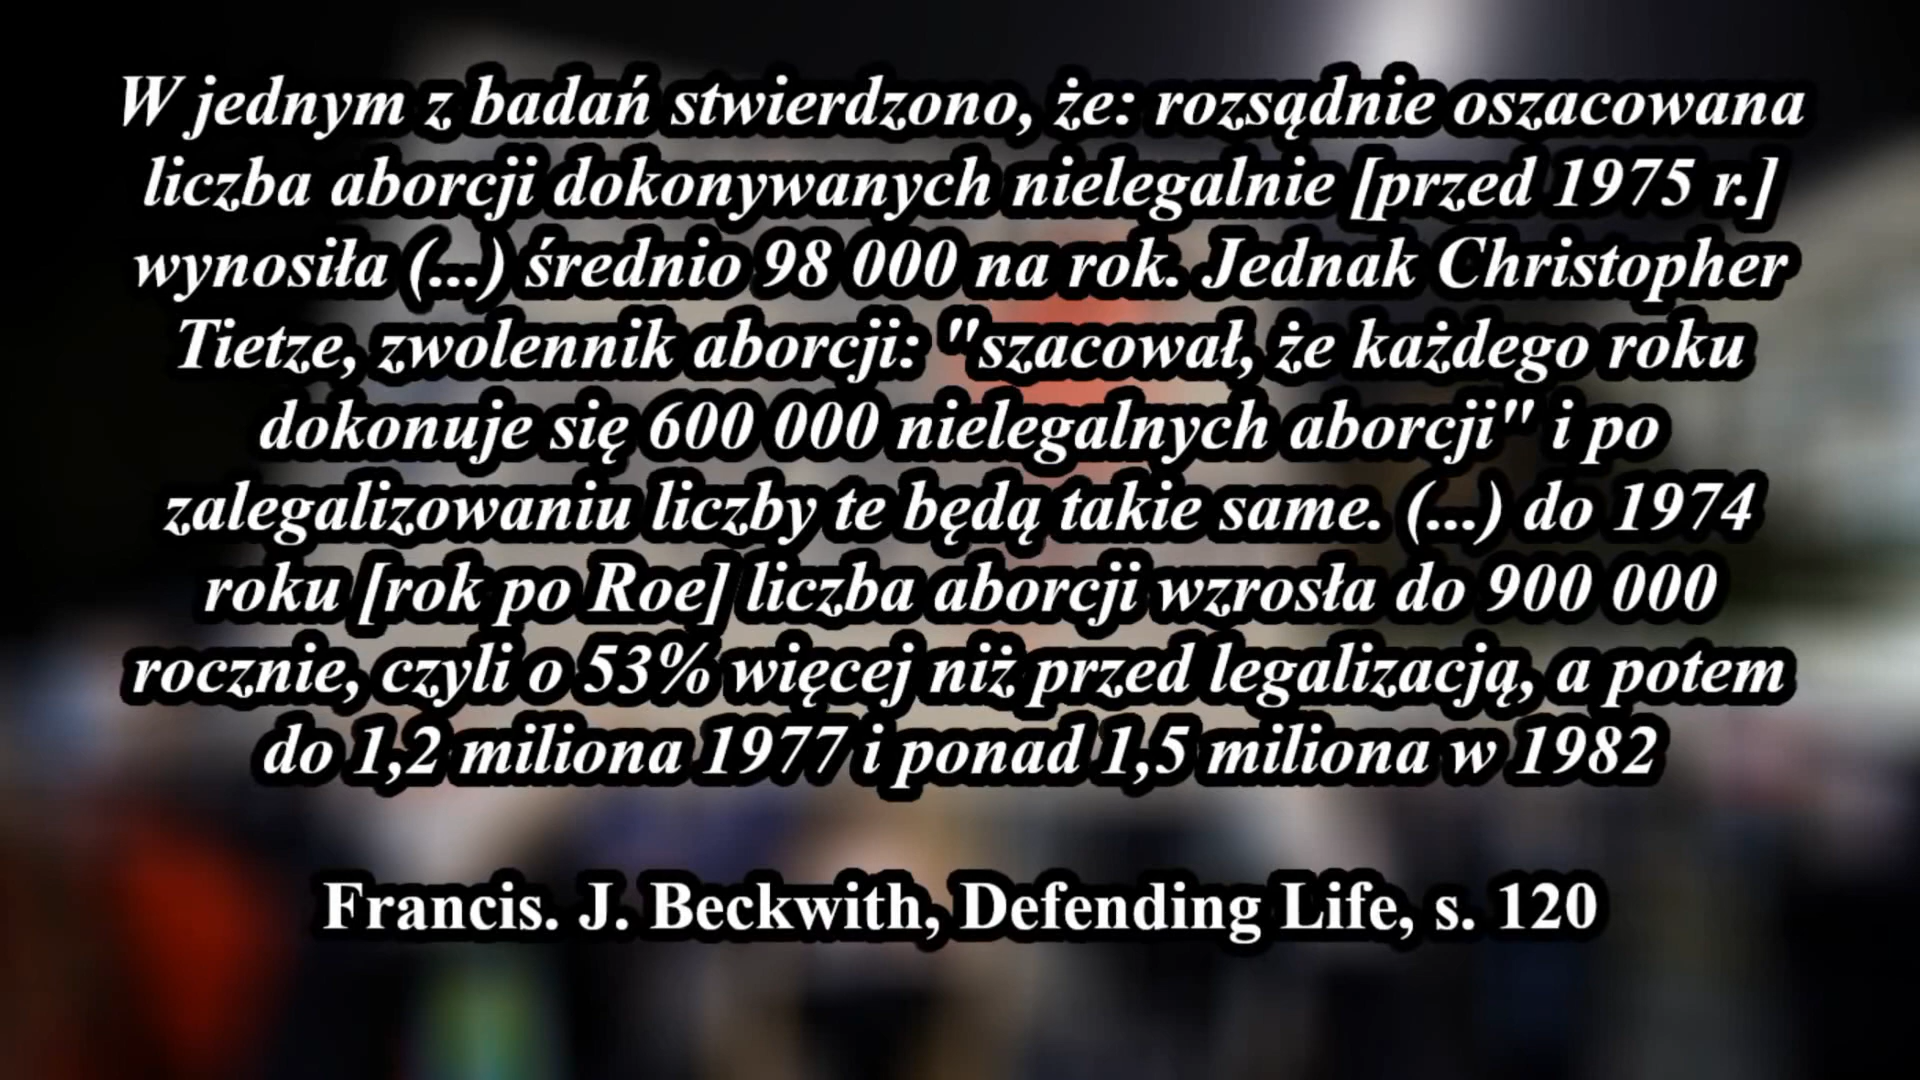 W jednym z badań stwierdzono, że: rozsądnie oszacowana
liczba aborcji dokonywanych nielegalnie [przed 1975 r.]
wynosiła (...) średnio 98 000 na rok. Jednak Christopher
Tietze, zwolennik aborcji: "szacował, że każdego roku
dokonuje się 600 000 nielegalnych aborcji" i po
zalegalizowaniu liczby te będą takie same. (...) do 1974
roku [rok po Roe] liczba aborcji wzrosła do 900 000
rocznie, czyli o 53% więcej niż przed legalizacją, a potem
do 1,2 miliona 1977 i ponad 1,5 miliona w 1982
Francis. J. Beckwith, Defending Life, s. 120